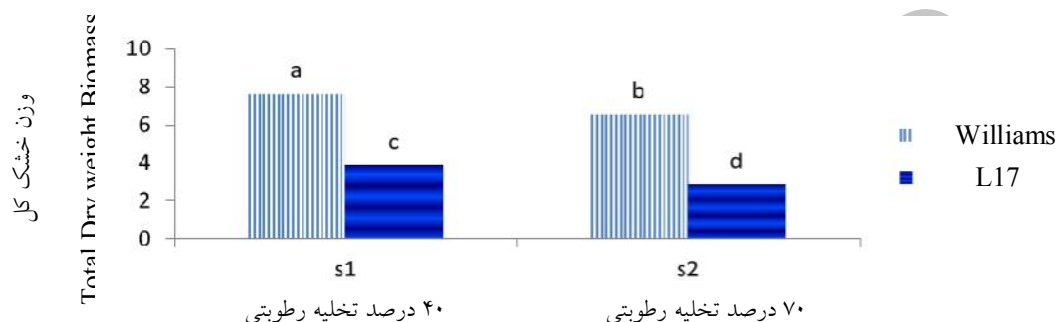 وزن خشک کل
Total Dry weight Biomass
10
8
6
4
2
0
a
c
b
d
s1
s2
۴۰ درصد تخلیه رطوبتی
۷۰ درصد تخلیه رطوبتی
Williams
L17